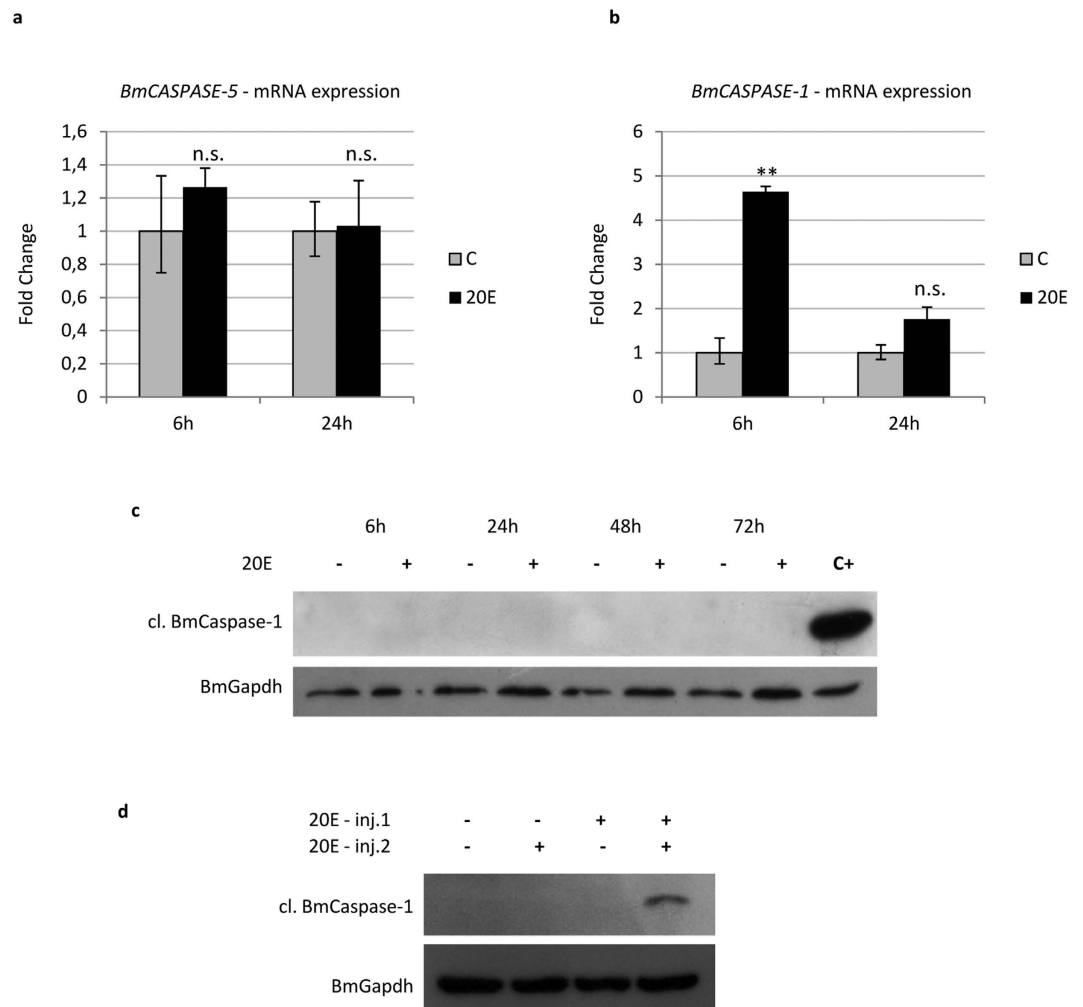 a
b
BmCASPASE-5 - mRNA expression
BmCASPASE-1 - mRNA expression
1,6
1,4
1,2
1
0,8
0,6
0,4
0,2
0
Fold Change
n.s.
n.s.
6h
24h
C
20E
6
5
4
3
2
1
0
Fold Change
**
n.s.
6h
24h
C
20E
c
6h 24h 48h 72h
20E - + - + - + - + C+
cl. BmCaspase-1
BmGapdh
d
20E - inj.1 - - + +
20E - inj.2 - + - +
cl. BmCaspase-1
BmGapdh